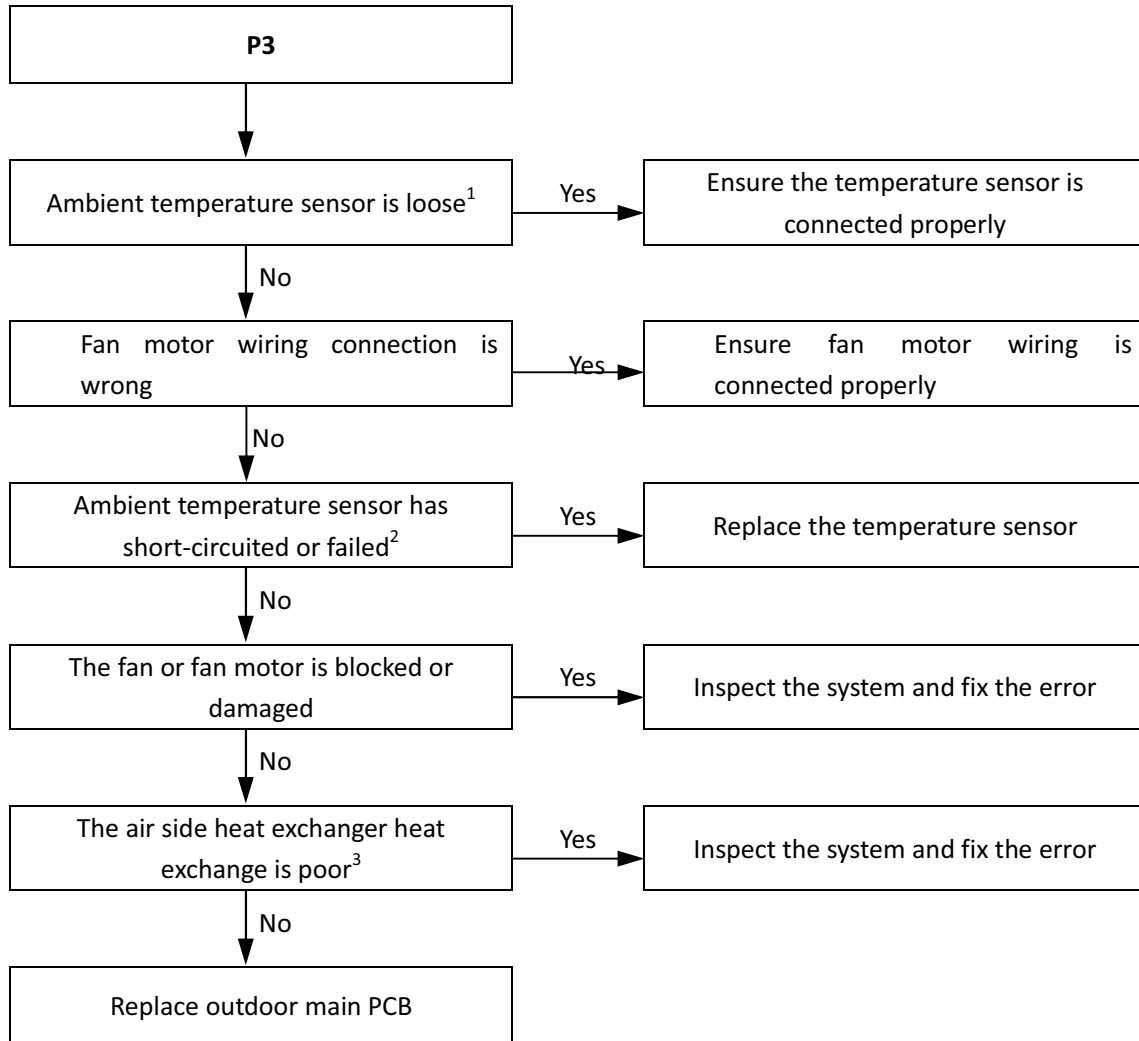 P3
Ambient temperature sensor is loose1
Yes
Ensure the temperature sensor is
connected properly
No
Fan motor wiring connection is
wrong
Yes
Ensure fan motor wiring is
connected properly
No
Ambient temperature sensor has
short-circuited or failed2
Yes
Replace the temperature sensor
No
The fan or fan motor is blocked or
damaged
Yes
Inspect the system and fix the error
No
The air side heat exchanger heat
exchange is poor3
Yes
Inspect the system and fix the error
No
Replace outdoor main PCB